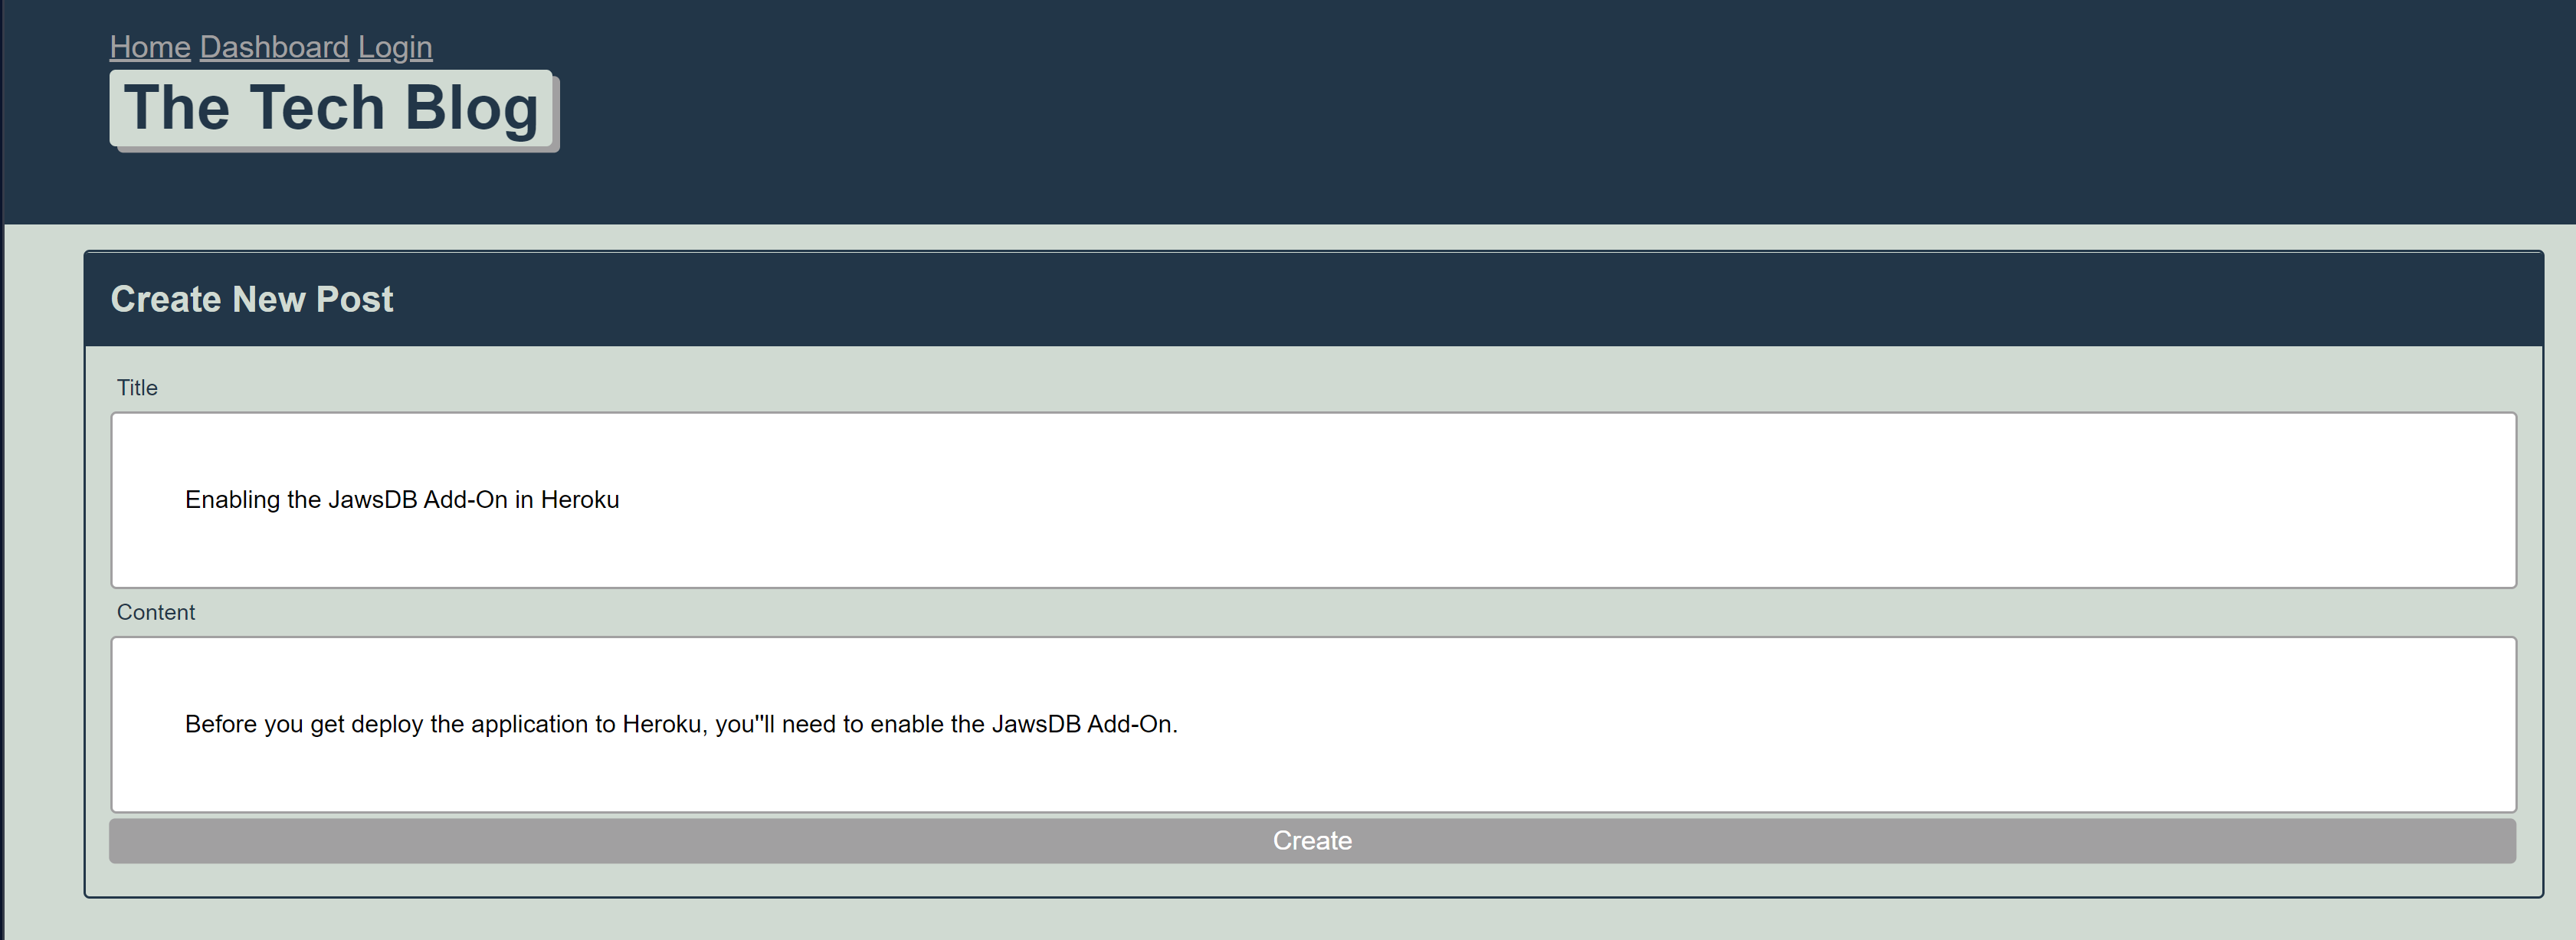 Home Dashboard Login
The Tech Blog
Create New Post
Title
Enabling the JawsDB Add-On in Heroku
Content
Before you get deploy the application to Heroku, you''ll need to enable the JawsDB Add-On.
Create